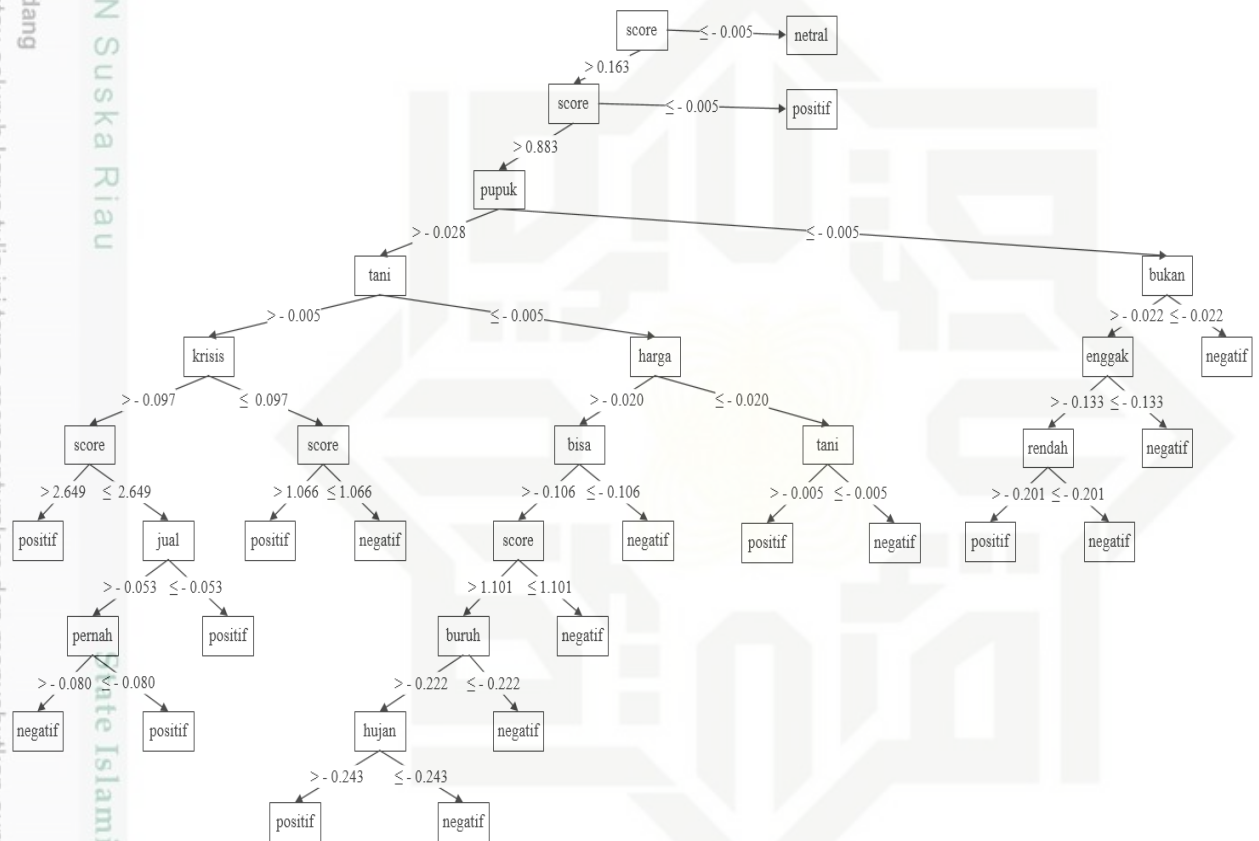 score
≤ - 0.005
netral
> 0.163
score
≤ - 0.005
positif
> 0.883
pupuk
> - 0.028
≤ - 0.005
tani
bukan
> - 0.005
≤ - 0.005
> - 0.022
≤ - 0.022
krisis
harga
enggak
negatif
> - 0.097
≤ 0.097
> - 0.020
≤ - 0.020
> - 0.133
≤ - 0.133
score
score
bisa
tani
rendah
negatif
> 2.649
≤ 2.649
> 1.066
≤ 1.066
> - 0.106
≤ - 0.106
> - 0.005
≤ - 0.005
> - 0.201
≤ - 0.201
positif
jual
positif
negatif
score
negatif
positif
negatif
positif
negatif
> - 0.053
≤ - 0.053
> 1.101
≤ 1.101
pernah
positif
buruh
negatif
> - 0.080
≤ - 0.080
> - 0.222
≤ - 0.222
negatif
positif
hujan
negatif
> - 0.243
≤ - 0.243
positif
negatif
N Suska Riau
State Islami
dang